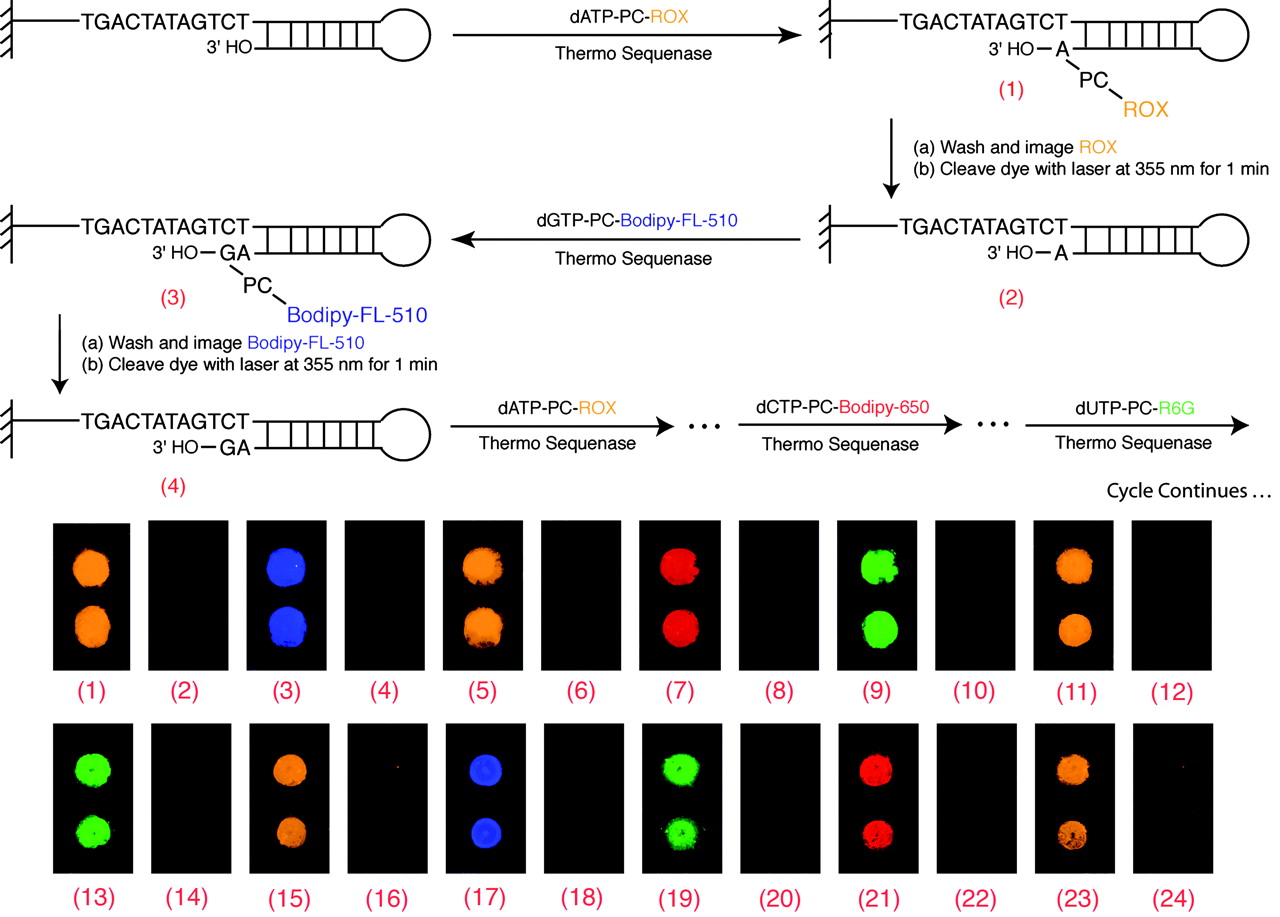 TGACTATAGTCT
3' HO
dATP-PC-ROX
Thermo Sequenase
TGACTATAGTCT
3' HO—A
PC
ROX
(1)
(a) Wash and image ROX
(b) Cleave dye with laser at 355 nm for 1 min
TGACTATAGTCT
3' HO—A
(2)
dGTP-PC-Bodipy-FL-510
Thermo Sequenase
TGACTATAGTCT
3' HO—GA
PC
Bodipy-FL-510
(3)
(a) Wash and image Bodipy-FL-510
(b) Cleave dye with laser at 355 nm for 1 min
TGACTATAGTCT
3' HO—GA
(4)
dATP-PC-ROX
Thermo Sequenase
...
dCTP-PC-Bodipy-650
Thermo Sequenase
...
dUTP-PC-R6G
Thermo Sequenase
Cycle Continues ...
(1) (2) (3) (4) (5) (6) (7) (8) (9) (10) (11) (12)
(13) (14) (15) (16) (17) (18) (19) (20) (21) (22) (23) (24)